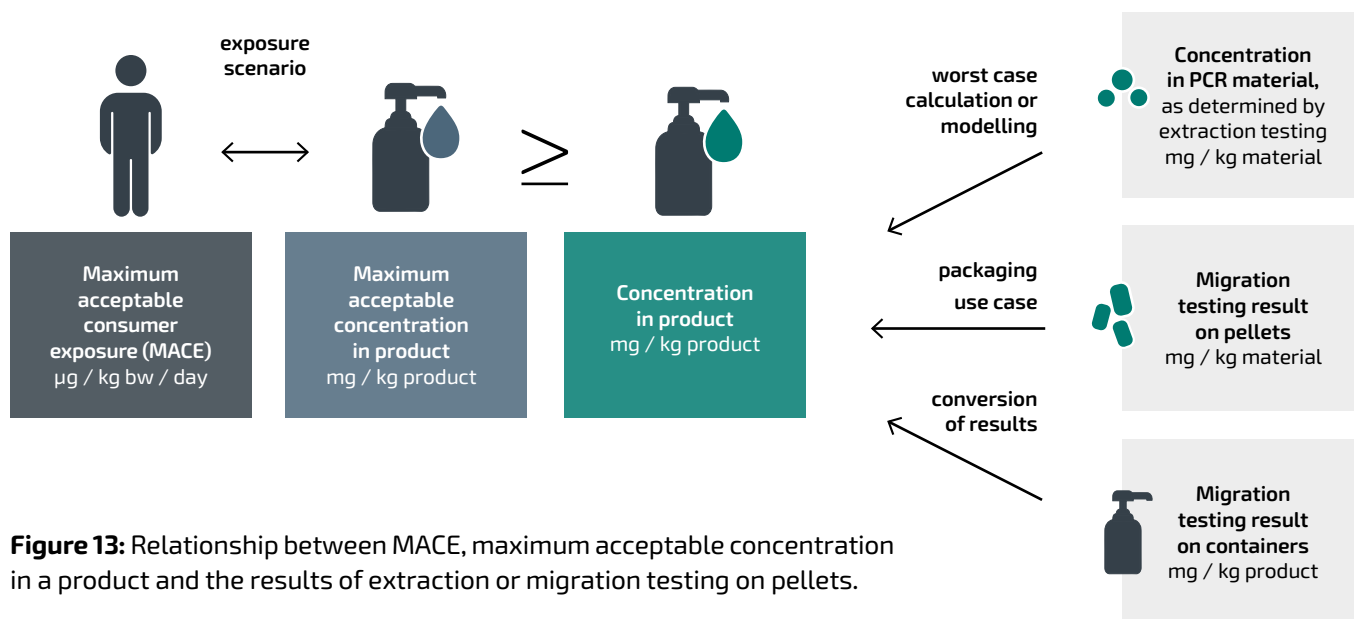 exposure
scenario
≥
Maximum
acceptable
consumer
exposure (MACE)
µg / kg bw / day
Maximum
acceptable
concentration
in product
mg / kg product
Concentration
in product
mg / kg product
worst case
calculation or
modelling
packaging
use case
conversion
of results
Concentration
in PCR material,
as determined by
extraction testing
mg / kg material
Migration
testing result
on pellets
mg / kg material
Migration
testing result
on containers
mg / kg product
Figure 13: Relationship between MACE, maximum acceptable concentration
in a product and the results of extraction or migration testing on pellets.